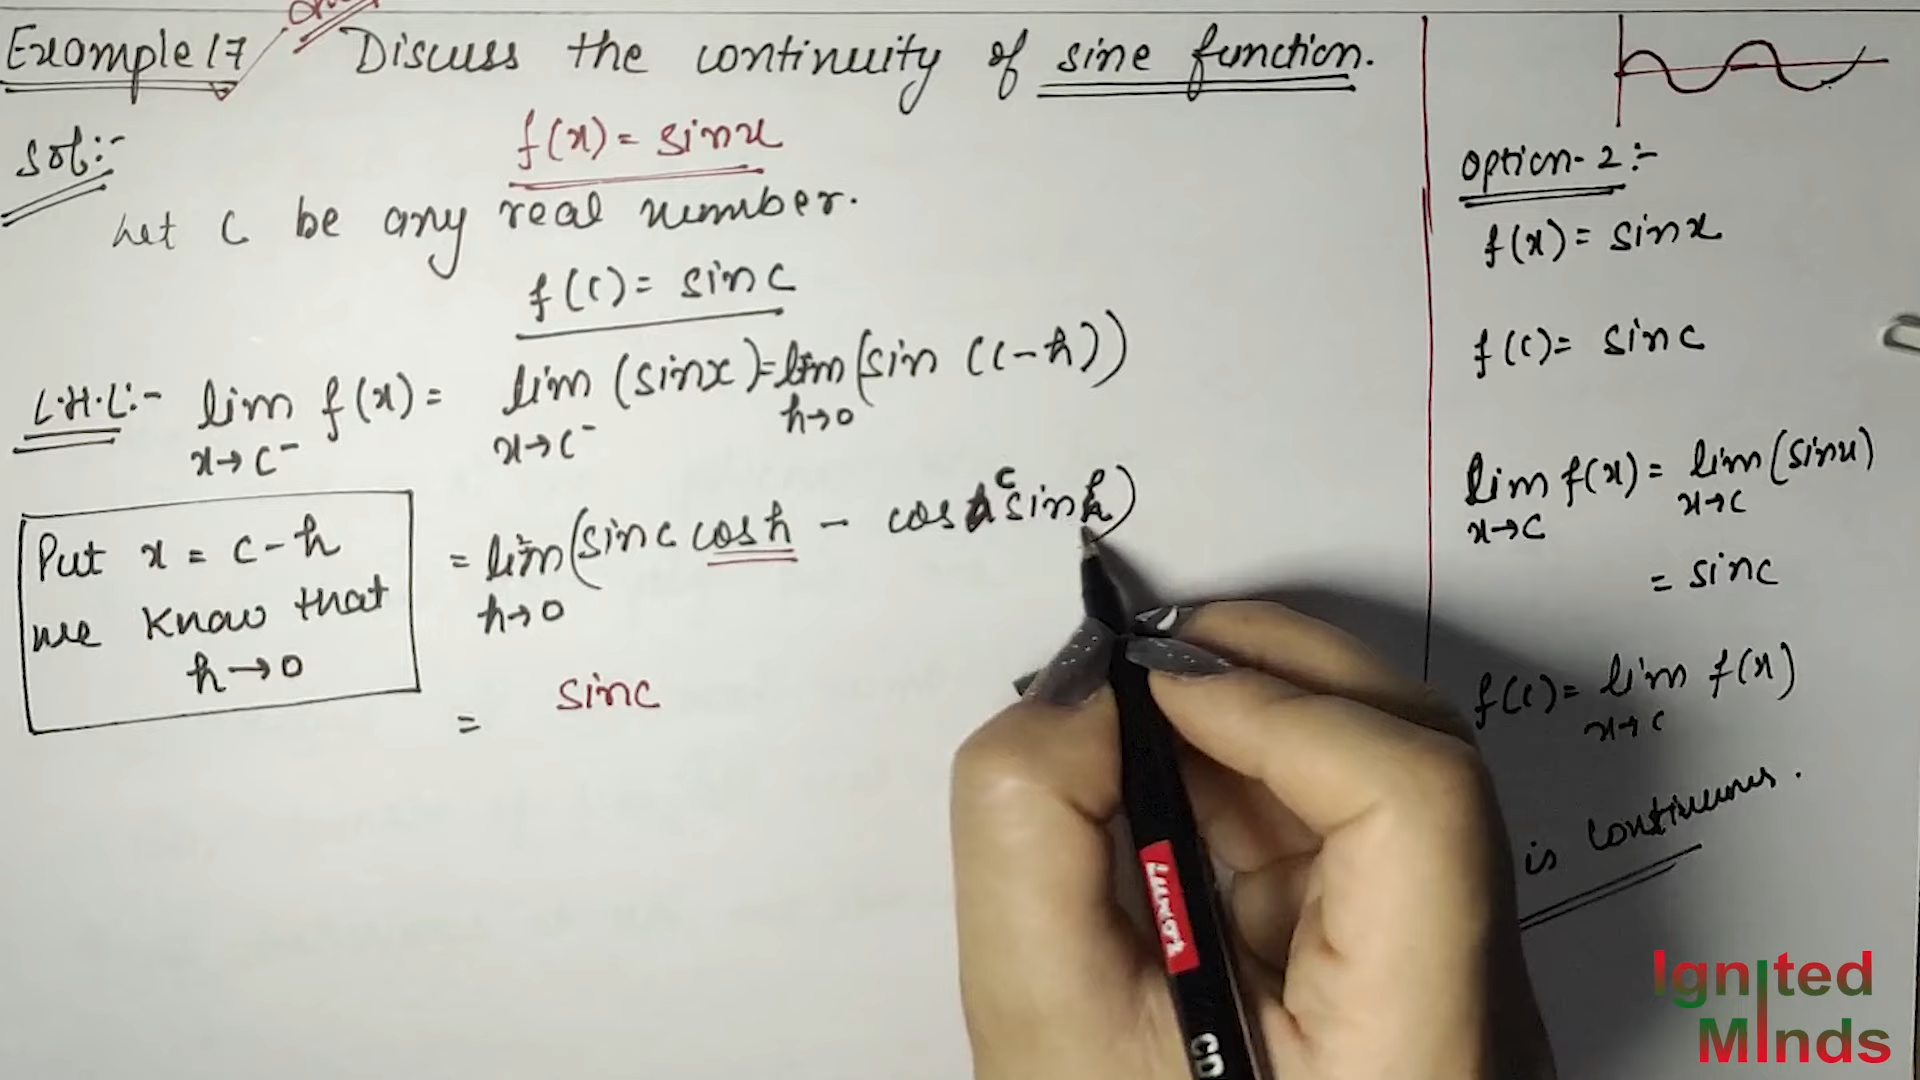 Example 17 Discuss the continuity of sine function.
Sol:-
f(x) = sinx
Let C be any real number.
f(c) = sinc
L.H.L:- lim f(x) = lim (sinx) = lim (sin (c-h))
x→c⁻ x→c⁻ h→0
Put x = c-h
we know that
h→0
= lim (sinc cosh - cos c sinh)
h→0
= sinc
option-2:-
f(x) = sinx
f(c) = sinc
lim f(x) = lim (sinx)
x→c x→c
= sinc
f(c) = lim f(x)
x→c
is continuous.
Ignited
Minds